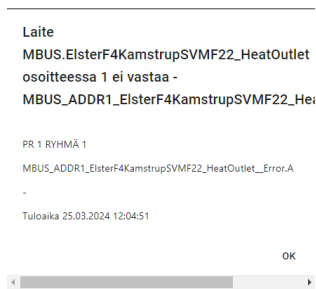 Laite
MBUS.ElsterF4KamstrupSVMF22_HeatOutlet
osoitteessa 1 ei vastaa -
MBUS_ADDR1_ElsterF4KamstrupSVMF22_Hea
PR 1 RYHMÄ 1
MBUS_ADDR1_ElsterF4KamstrupSVMF22_HeatOutlet__Error.A
-
Tuloaika 25.03.2024 12:04:51
OK